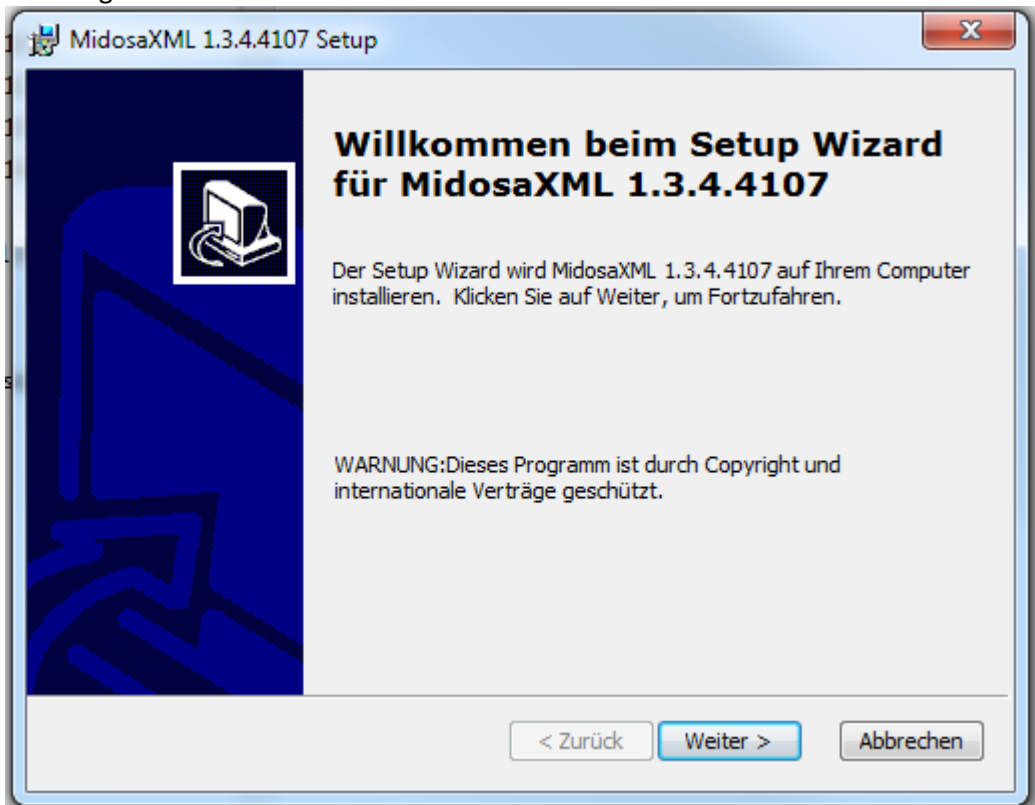 MidosaXML 1.3.4.4107 Setup
Willkommen beim Setup Wizard
für MidosaXML 1.3.4.4107
Der Setup Wizard wird MidosaXML 1.3.4.4107 auf Ihrem Computer
installieren. Klicken Sie auf Weiter, um Fortzufahren.
WARNUNG:Dieses Programm ist durch Copyright und
internationale Verträge geschützt.
< Zurück Weiter > Abbrechen